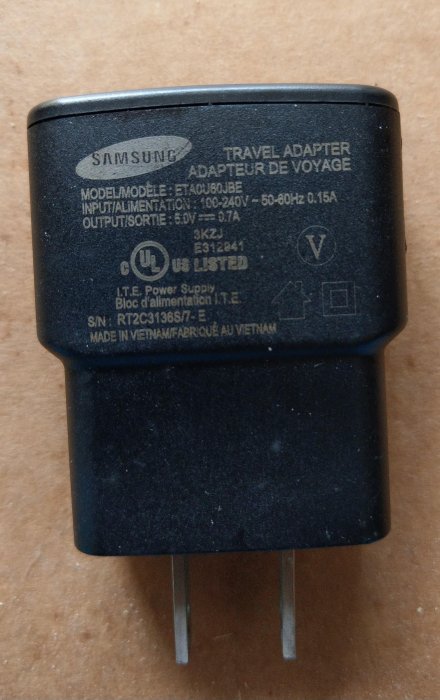 SAMSUNG
TRAVEL ADAPTER
ADAPTEUR DE VOYAGE
MODEL/MODÈLE : ETA0U60JBE
INPUT/ALIMENTATION : 100-240V ~ 50-60Hz 0.15A
OUTPUT/SORTIE : 5.0V ⎓ 0.7A
3KZJ
E312941
c UL US LISTED
V
I.T.E. Power Supply
Bloc d'alimentation I.T.E.
S/N : RT2C3136S/7- E
MADE IN VIETNAM/FABRIQUÉ AU VIETNAM